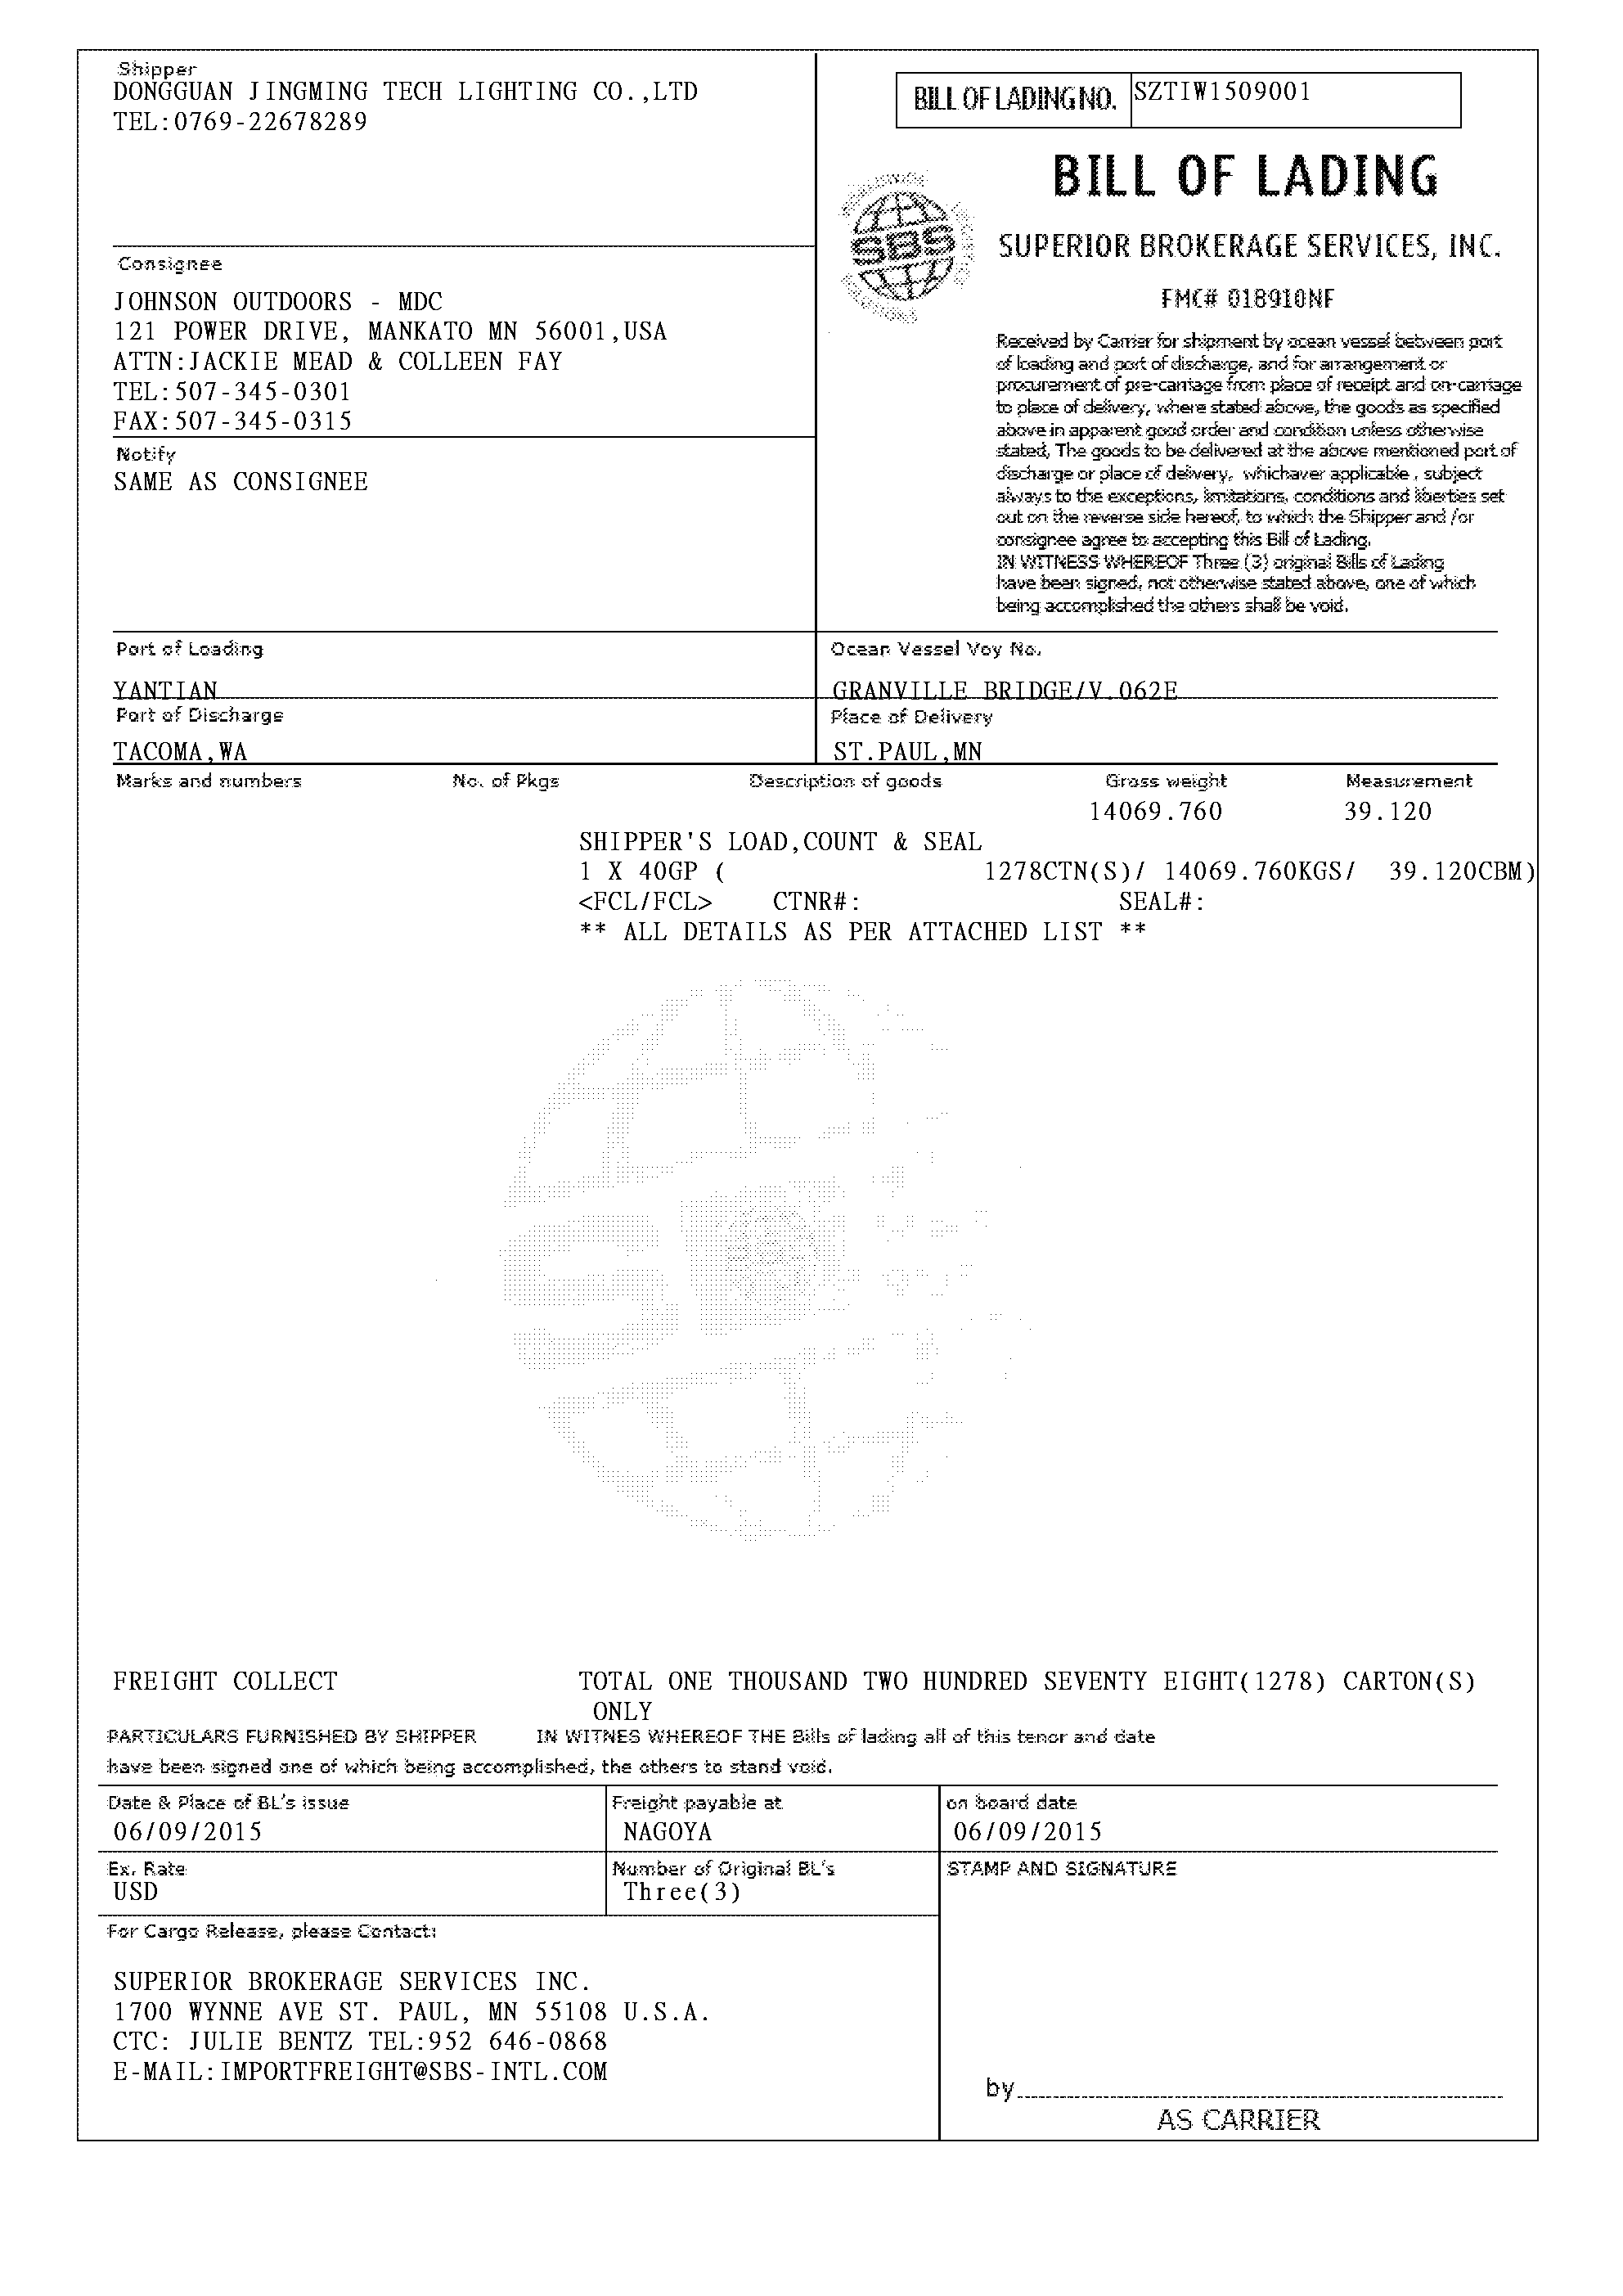 Shipper
DONGGUAN JINGMING TECH LIGHTING CO.,LTD
TEL:0769-22678289
BILL OF LADING NO. SZTIW1509001
BILL OF LADING
SBS
SUPERIOR BROKERAGE SERVICES, INC.
FMC# 018910NF
Consignee
JOHNSON OUTDOORS - MDC
121 POWER DRIVE, MANKATO MN 56001,USA
ATTN:JACKIE MEAD & COLLEEN FAY
TEL:507-345-0301
FAX:507-345-0315
Notify
SAME AS CONSIGNEE
Received by Carrier for shipment by ocean vessel between port
of loading and port of discharge, and for arrangement or
procurement of pre-carriage from place of receipt and on-carriage
to place of delivery, where stated above, the goods as specified
above in apparent good order and condition unless otherwise
stated, The goods to be delivered at the above mentioned port of
discharge or place of delivery, whichaver applicable , subject
always to the exceptions, limitations, conditions and liberties set
out on the reverse side hereof, to which the Shipper and /or
consignee agree to accepting this Bill of Lading.
IN WITNESS WHEREOF Three (3) original Bills of Lading
have been signed, not otherwise stated above, one of which
being accomplished the others shall be void.
Port of Loading
YANTIAN
Ocean Vessel Voy No.
GRANVILLE BRIDGE/V.062E
Port of Discharge
TACOMA,WA
Place of Delivery
ST.PAUL,MN
Marks and numbers No. of Pkgs Description of goods Gross weight Measurement
14069.760 39.120
SHIPPER'S LOAD,COUNT & SEAL
1 X 40GP ( 1278CTN(S)/ 14069.760KGS/ 39.120CBM)
<FCL/FCL> CTNR#: SEAL#:
** ALL DETAILS AS PER ATTACHED LIST **
FREIGHT COLLECT TOTAL ONE THOUSAND TWO HUNDRED SEVENTY EIGHT(1278) CARTON(S)
ONLY
PARTICULARS FURNISHED BY SHIPPER IN WITNES WHEREOF THE Bills of lading all of this tenor and date
have been signed one of which being accomplished, the others to stand void.
Date & Place of BL's issue
06/09/2015
Freight payable at
NAGOYA
on board date
06/09/2015
Ex. Rate
USD
Number of Original BL's
Three(3)
STAMP AND SIGNATURE
For Cargo Release, please Contact:
SUPERIOR BROKERAGE SERVICES INC.
1700 WYNNE AVE ST. PAUL, MN 55108 U.S.A.
CTC: JULIE BENTZ TEL:952 646-0868
E-MAIL:IMPORTFREIGHT@SBS-INTL.COM
by
AS CARRIER